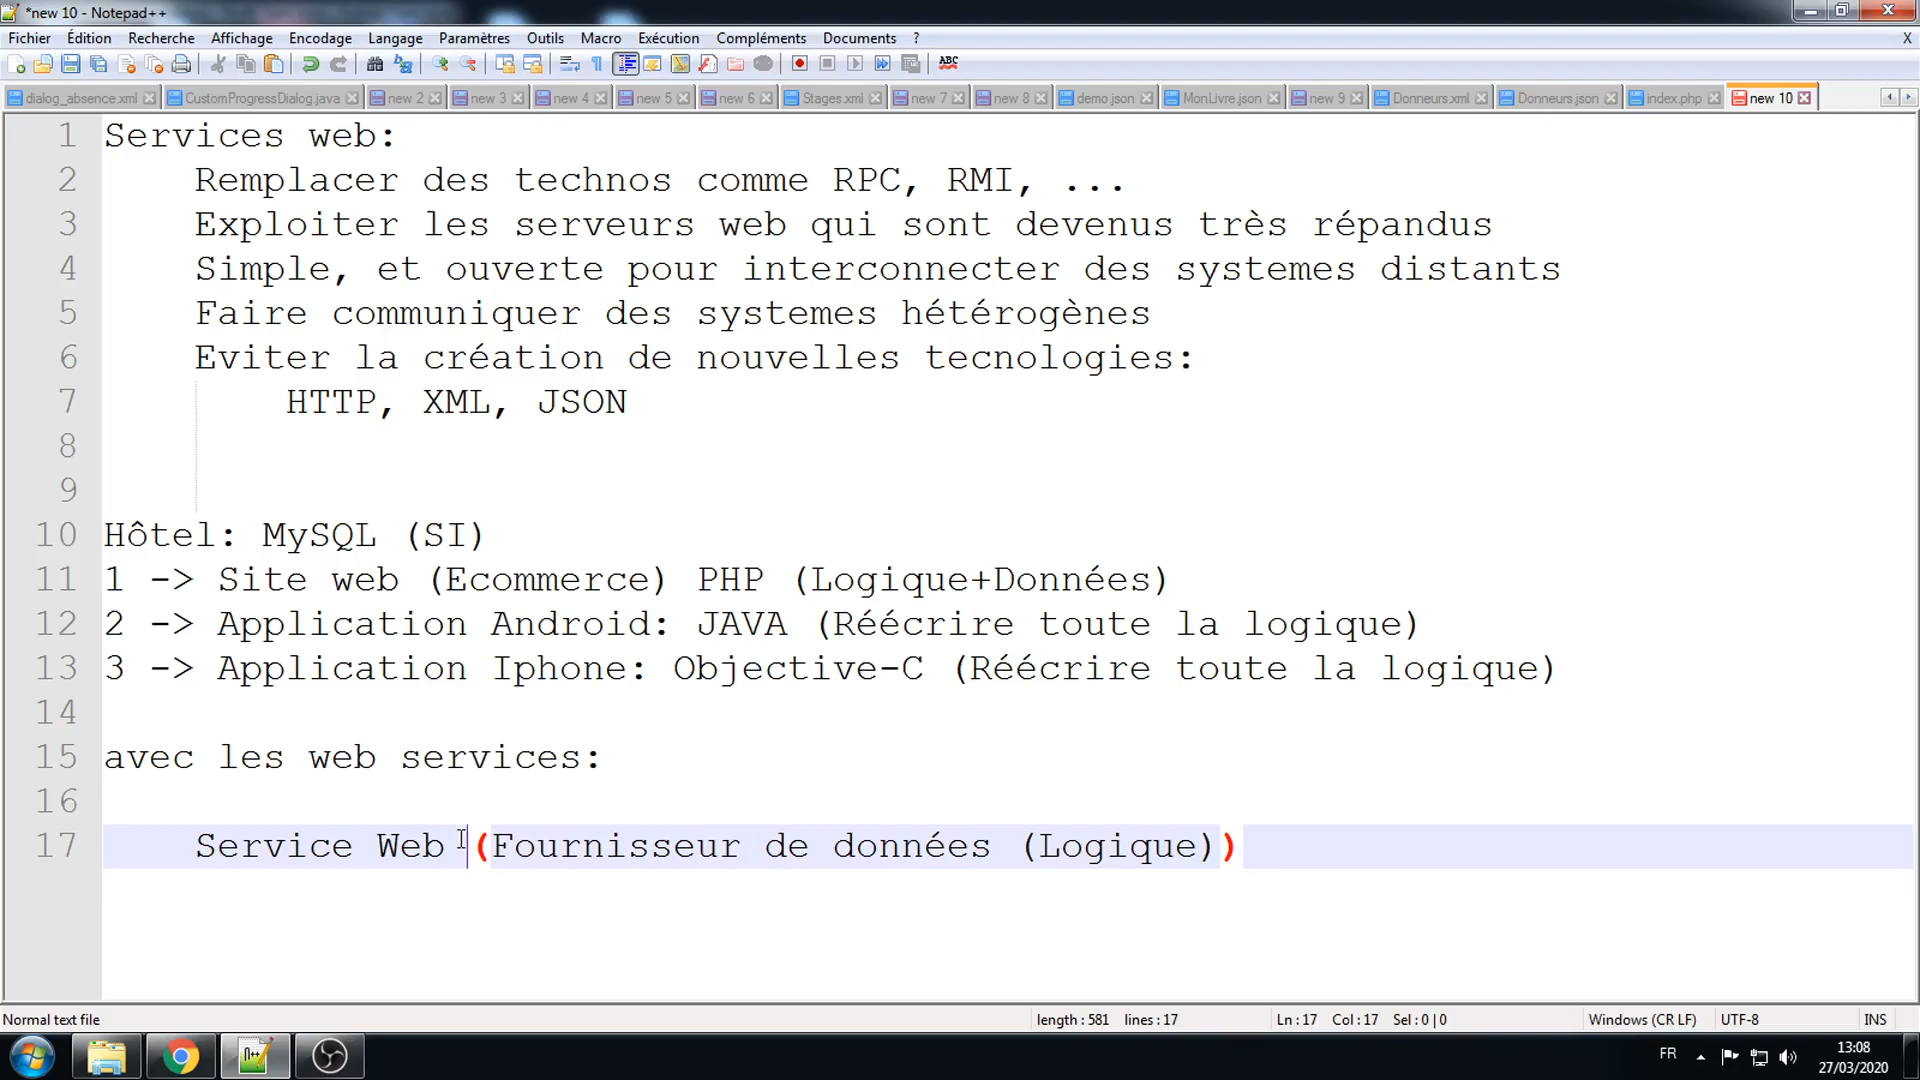 *new 10 - Notepad++
Fichier Édition Recherche Affichage Encodage Langage Paramètres Outils Macro Exécution Compléments Documents ? X
ABC
dialog_absence.xml CustomProgressDialog.java new 2 new 3 new 4 new 5 new 6 Stages.xml new 7 new 8 demo.json MonLivre.json new 9 Donneurs.xml Donneurs.json index.php new 10
1 Services web:
2 Remplacer des technos comme RPC, RMI, ...
3 Exploiter les serveurs web qui sont devenus très répandus
4 Simple, et ouverte pour interconnecter des systemes distants
5 Faire communiquer des systemes hétérogènes
6 Eviter la création de nouvelles tecnologies:
7 HTTP, XML, JSON
8
9
10 Hôtel: MySQL (SI)
11 1 -> Site web (Ecommerce) PHP (Logique+Données)
12 2 -> Application Android: JAVA (Réécrire toute la logique)
13 3 -> Application Iphone: Objective-C (Réécrire toute la logique)
14
15 avec les web services:
16
17 Service Web (Fournisseur de données (Logique))
Normal text file length : 581 lines : 17 Ln : 17 Col : 17 Sel : 0 | 0 Windows (CR LF) UTF-8 INS
FR 13:08
27/03/2020